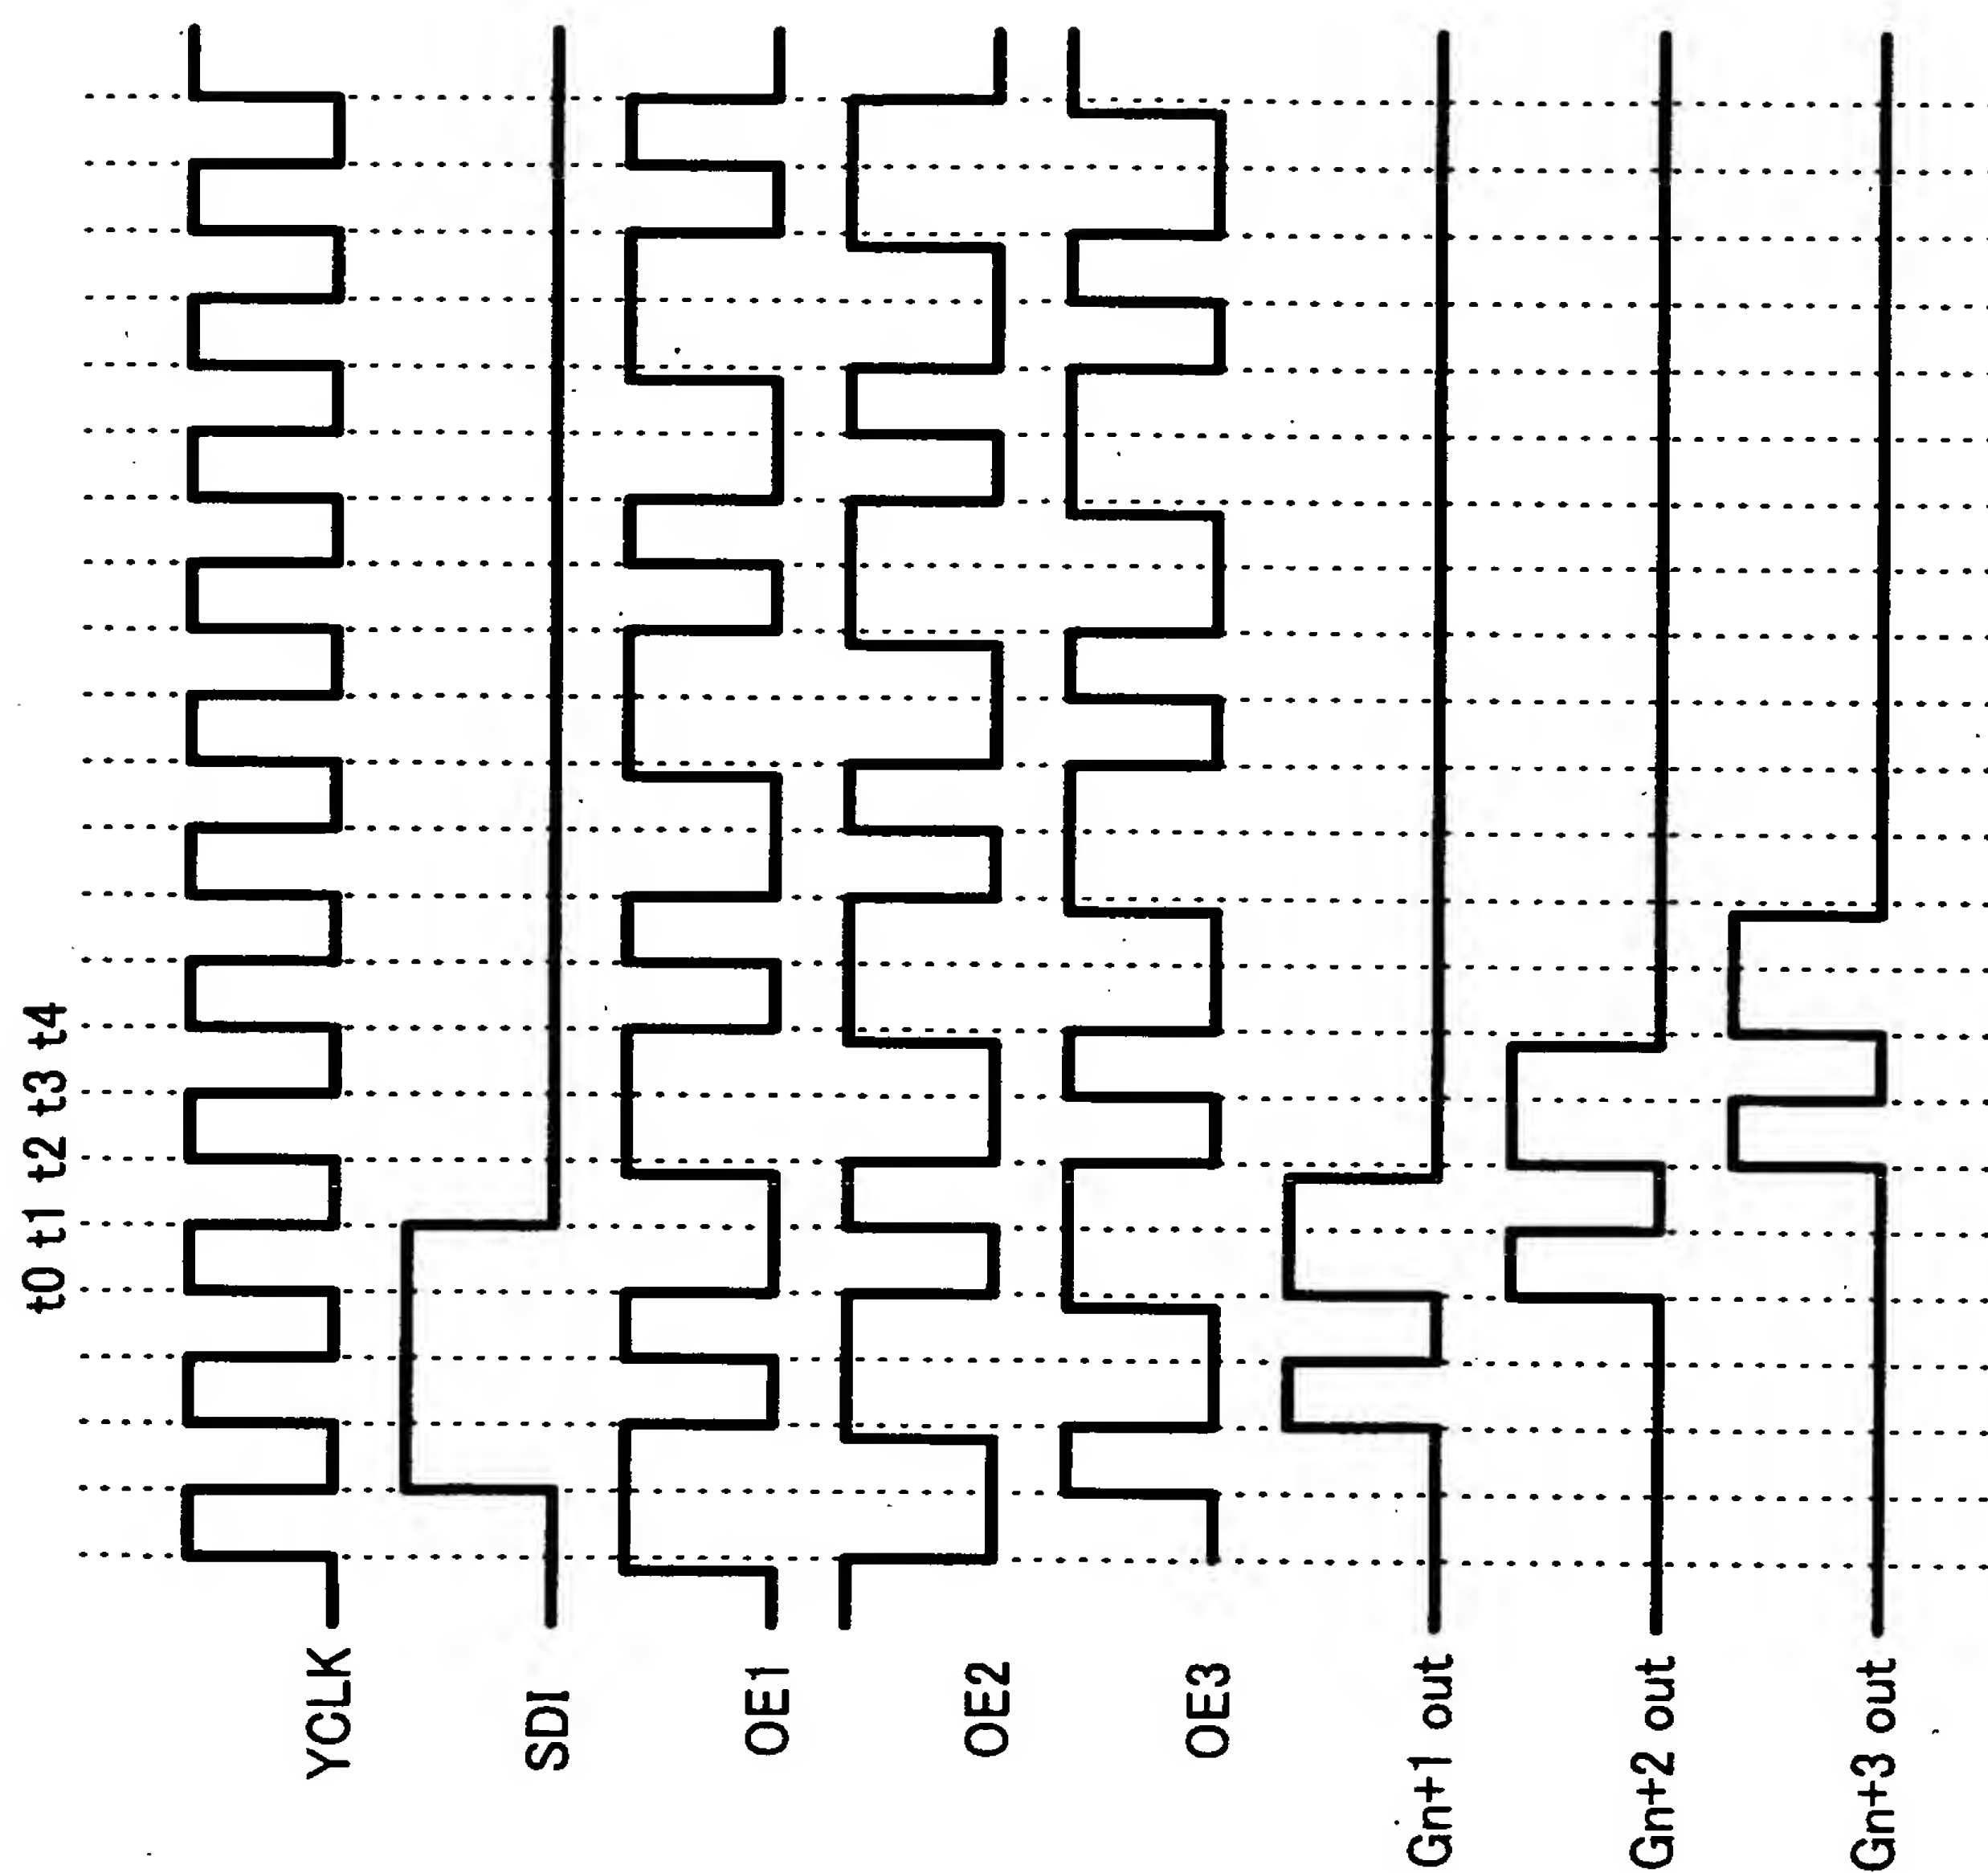 t0 t1 t2 t3 t4
YCLK
SDI
OE1
OE2
OE3
Gn+1 out
Gn+2 out
Gn+3 out